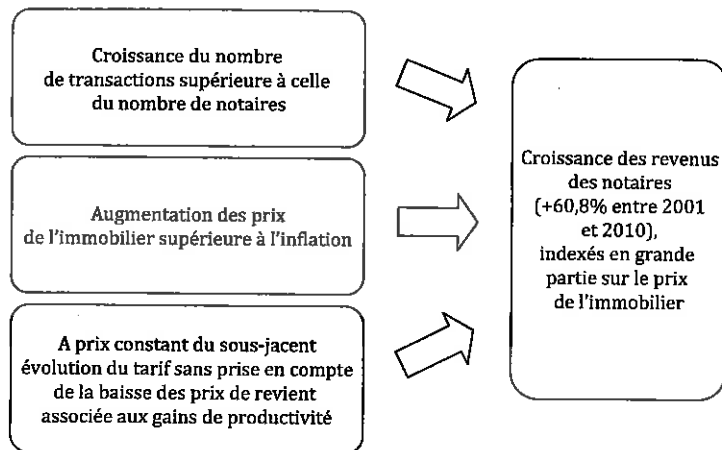 Croissance du nombre
de transactions supérieure à celle
du nombre de notaires
Augmentation des prix
de l'immobilier supérieure à l'inflation
A prix constant du sous-jacent
évolution du tarif sans prise en compte
de la baisse des prix de revient
associée aux gains de productivité
Croissance des revenus
des notaires
(+60,8% entre 2001
et 2010),
indexés en grande
partie sur le prix
de l'immobilier